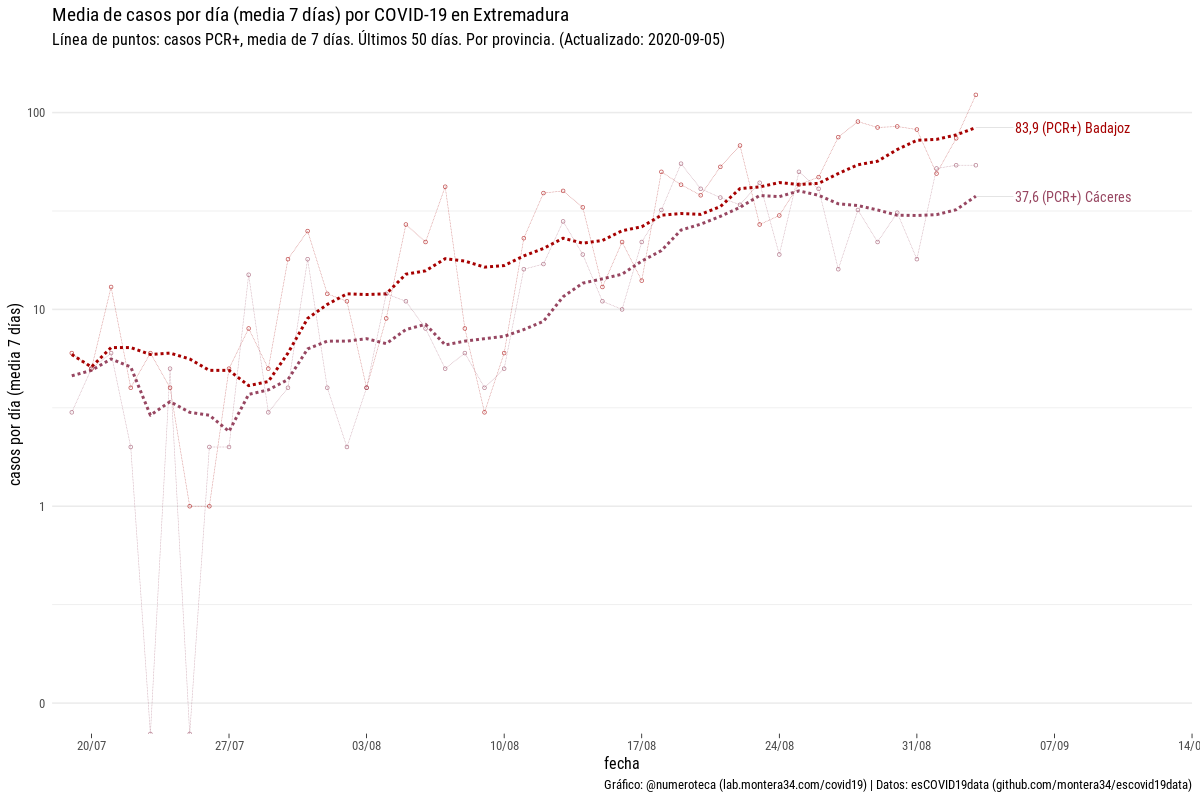 Media de casos por día (media 7 días) por COVID-19 en Extremadura
Línea de puntos: casos PCR+, media de 7 días. Últimos 50 días. Por provincia. (Actualizado: 2020-09-05)
casos por día (media 7 días)
100
10
1
0
83,9 (PCR+) Badajoz
37,6 (PCR+) Cáceres
20/07
27/07
03/08
10/08
17/08
24/08
31/08
07/09
14/0
fecha
Gráfico: @numeroteca (lab.montera34.com/covid19) | Datos: esCOVID19data (github.com/montera34/escovid19data)